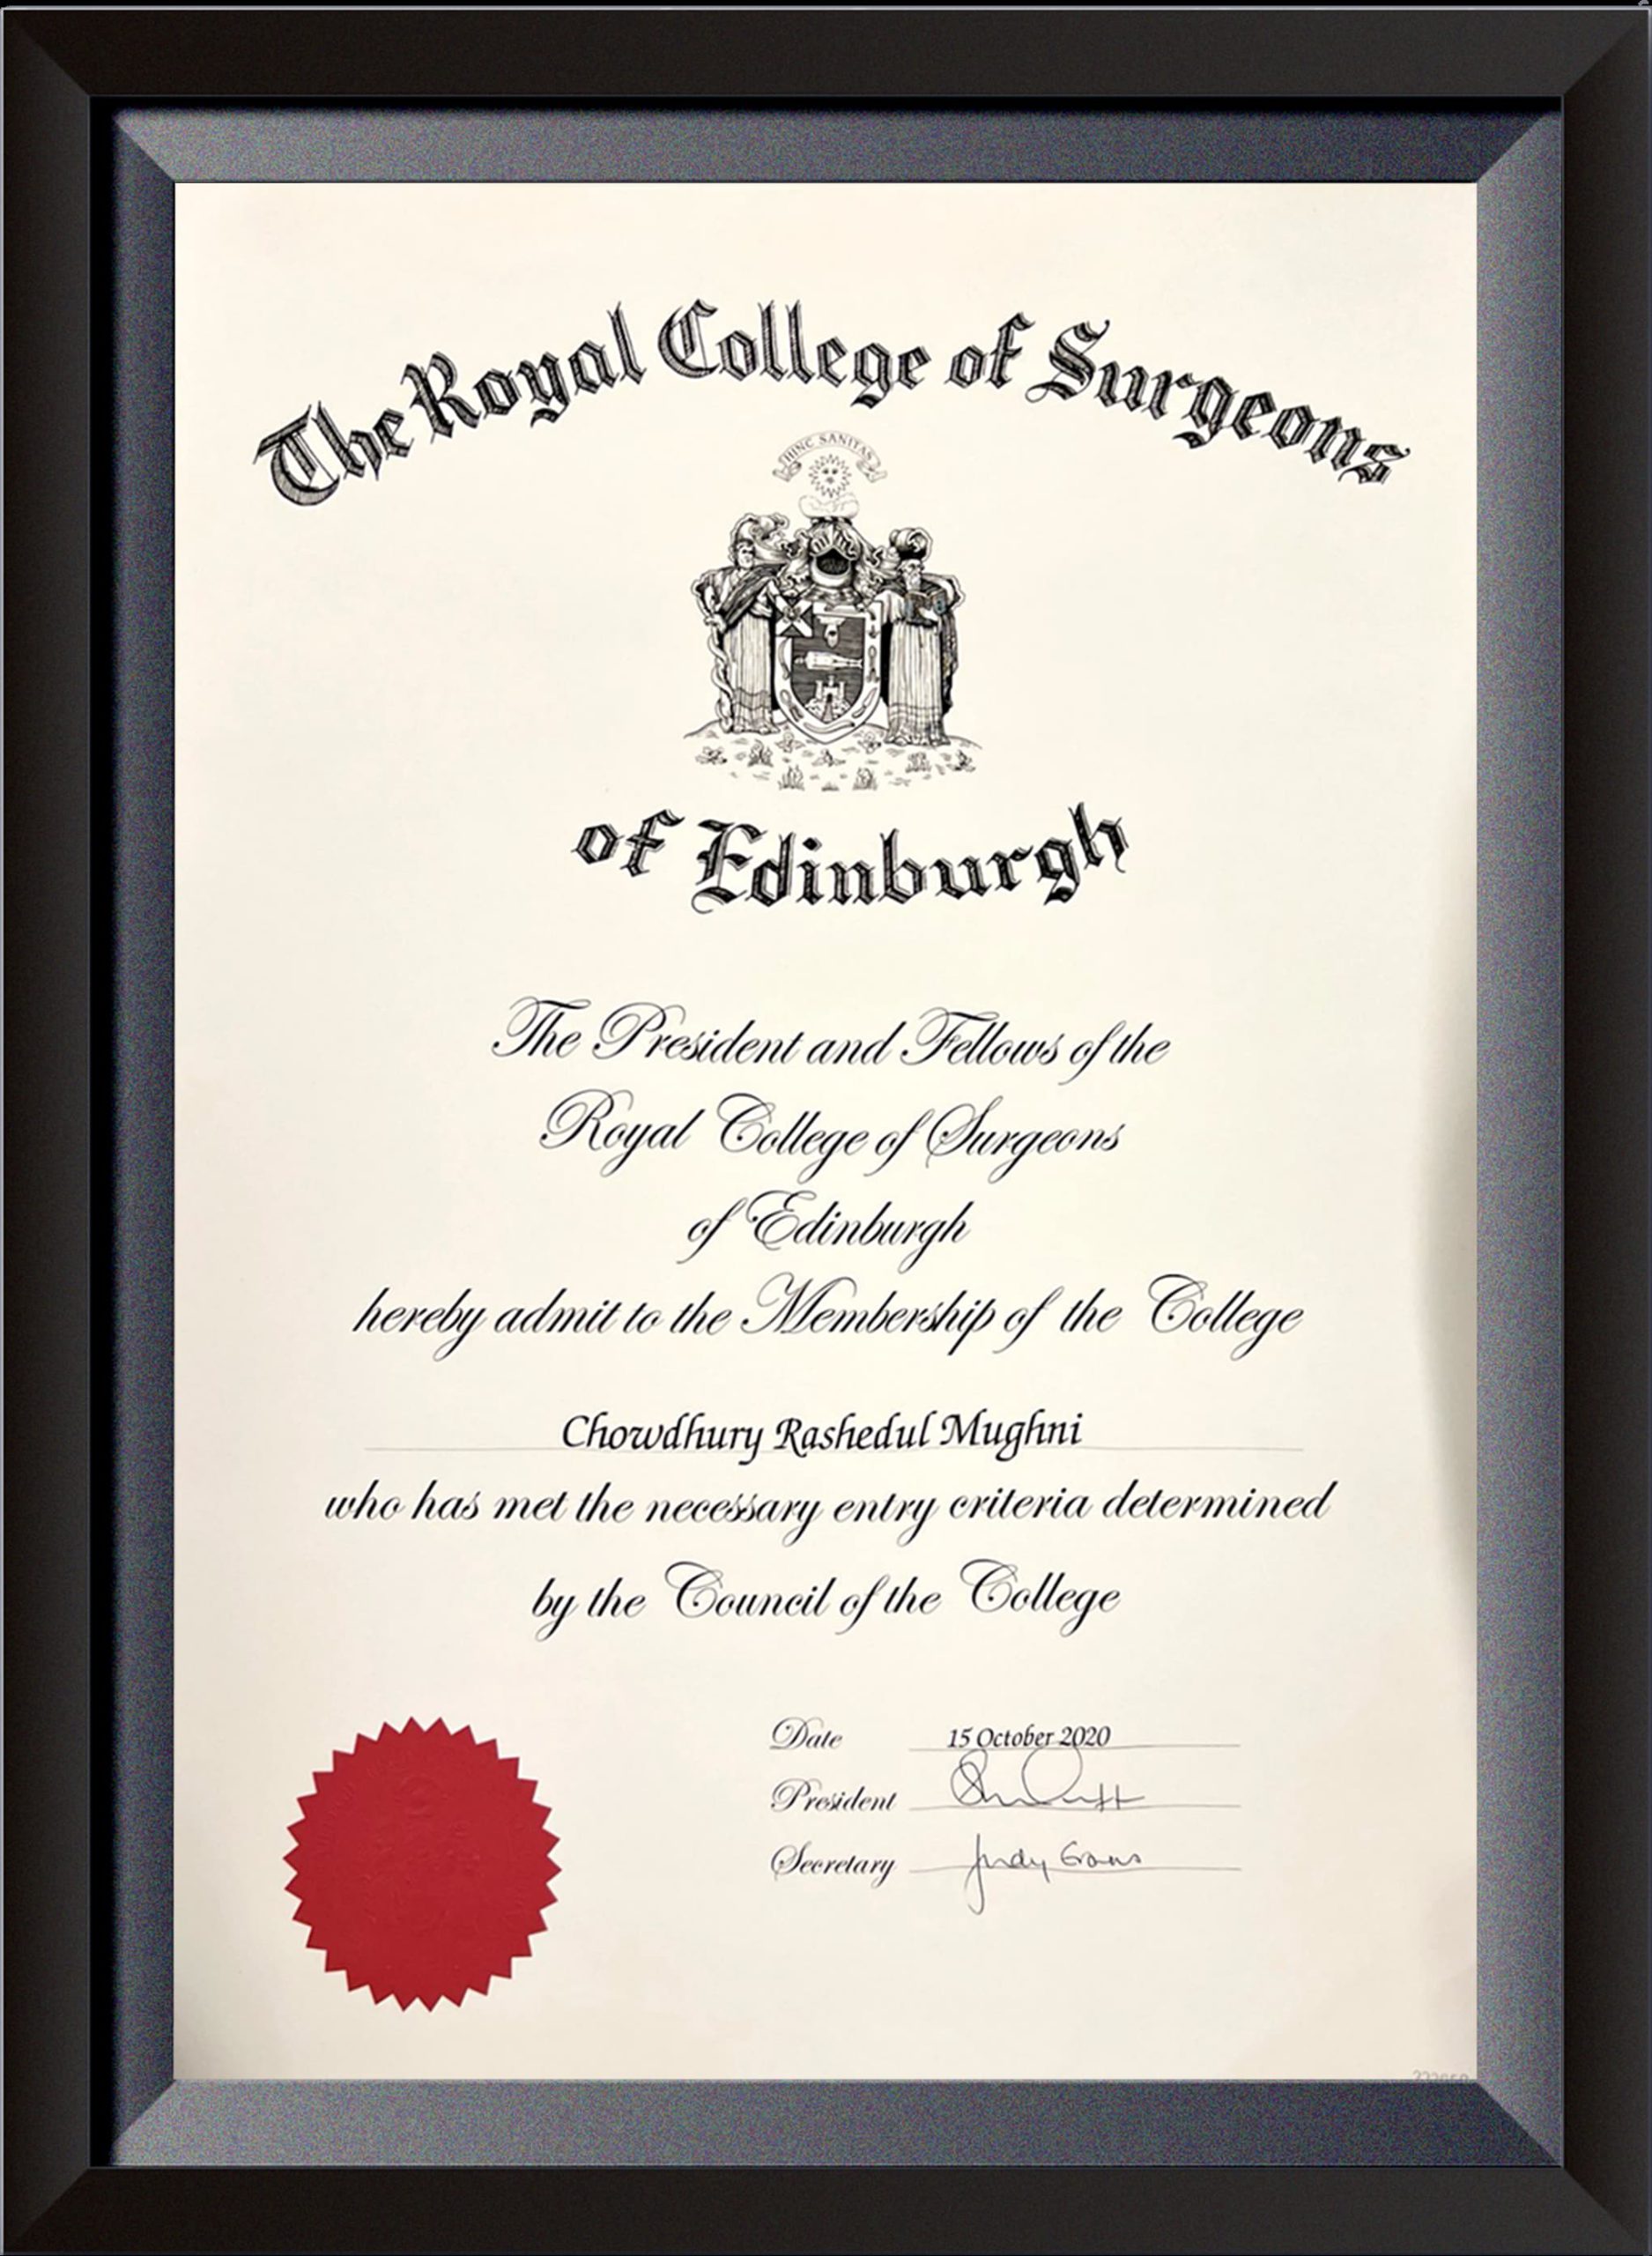 The Royal College of Surgeons
HINC SANITAS
of Edinburgh
The President and Fellows of the
Royal College of Surgeons
of Edinburgh
hereby admit to the Membership of the College
Chowdhury Rashedul Mughni
who has met the necessary entry criteria determined
by the Council of the College
Date 15 October 2020
President
Secretary Judy Evans